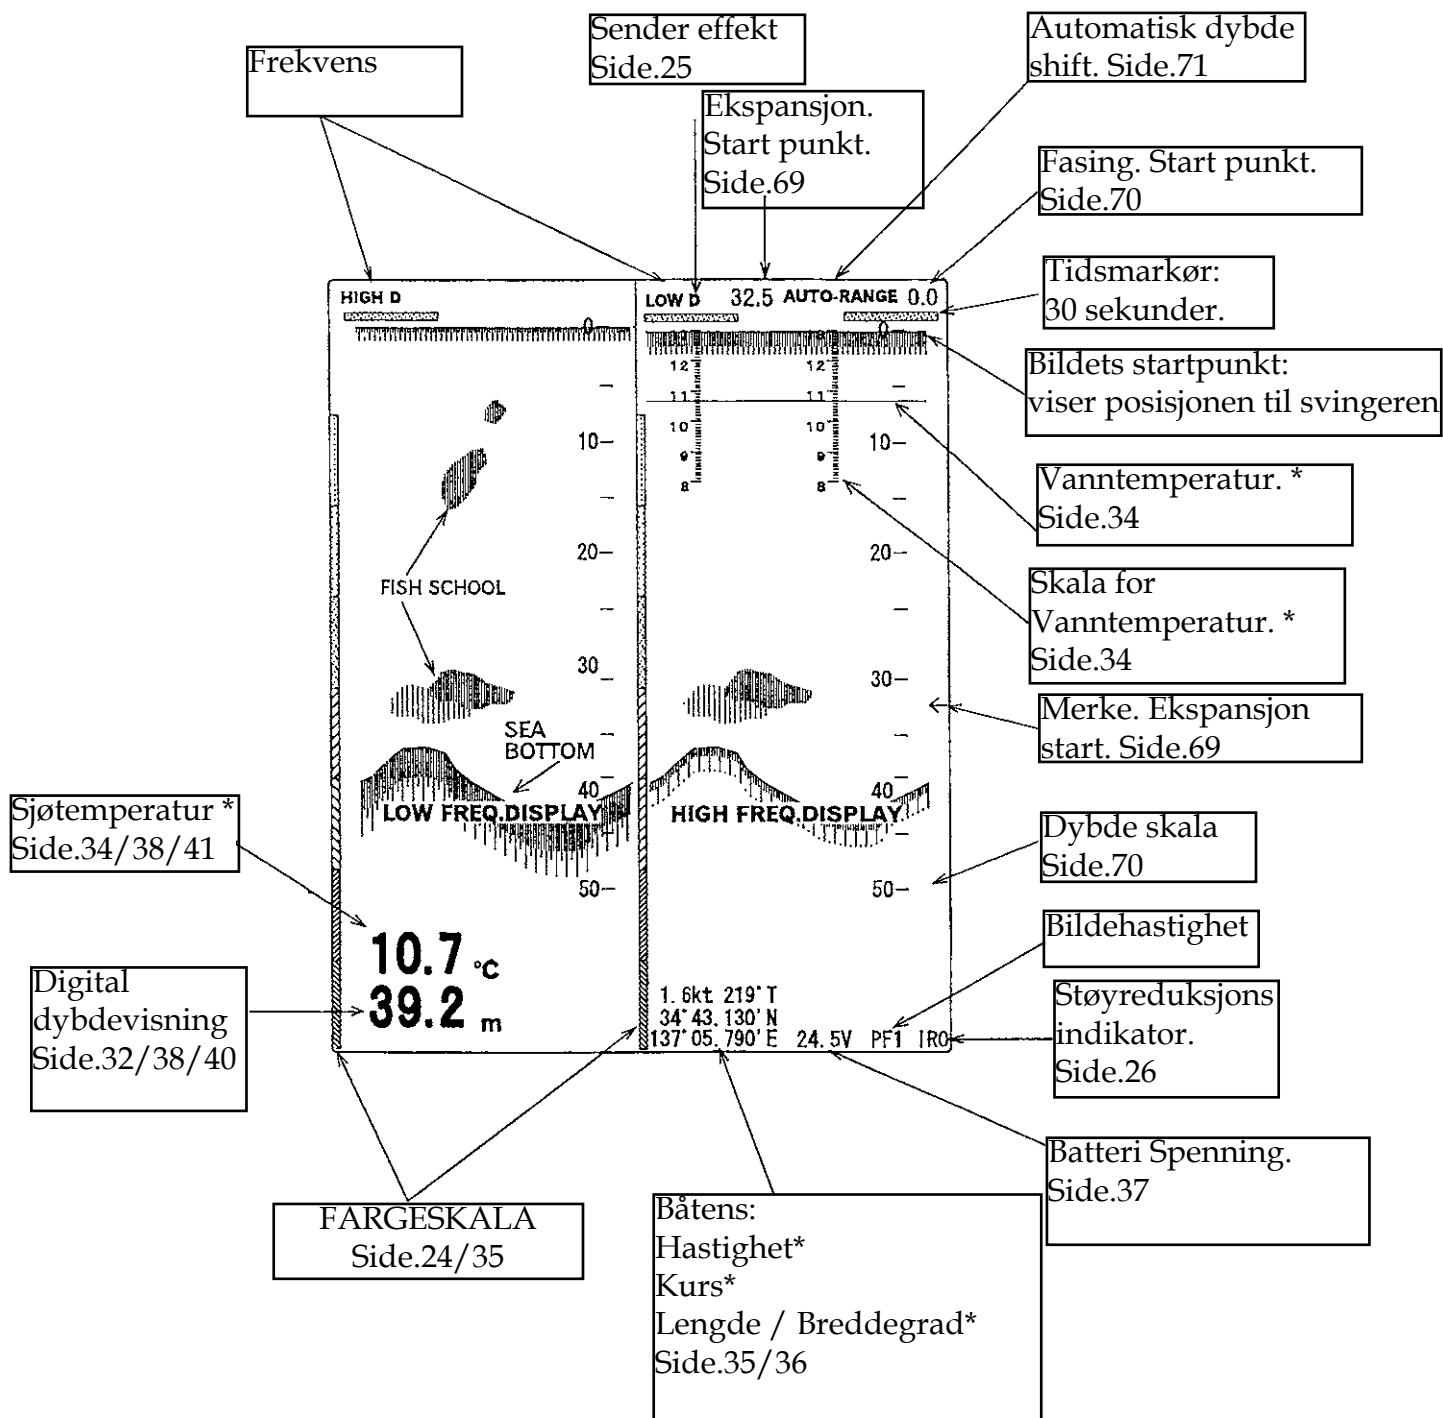 Sender effekt
Side.25
Automatisk dybde
shift. Side.71
Frekvens
Ekspansjon.
Start punkt.
Side.69
Fasing. Start punkt.
Side.70
Tidsmarkør:
30 sekunder.
Bildets startpunkt:
viser posisjonen til svingeren
Vanntemperatur. *
Side.34
Skala for
Vanntemperatur. *
Side.34
Merke. Ekspansjon
start. Side.69
Dybde skala
Side.70
Bildehastighet
Støyreduksjons
indikator.
Side.26
Batteri Spenning.
Side.37
Båtens:
Hastighet*
Kurs*
Lengde / Breddegrad*
Side.35/36
FARGESKALA
Side.24/35
Digital
dybdevisning
Side.32/38/40
Sjøtemperatur *
Side.34/38/41
HIGH D
0
10
20
30
40
50
FISH SCHOOL
SEA
BOTTOM
LOW FREQ.DISPLAY
10.7 °C
39.2 m
LOW D 32.5 AUTO-RANGE 0.0
0
12 12
11 11
10 10
9 9
8 8
10
20
30
40
50
HIGH FREQ.DISPLAY
1.6kt 219°T
34°43.130'N
137°05.790'E 24.5V PF1 IR0